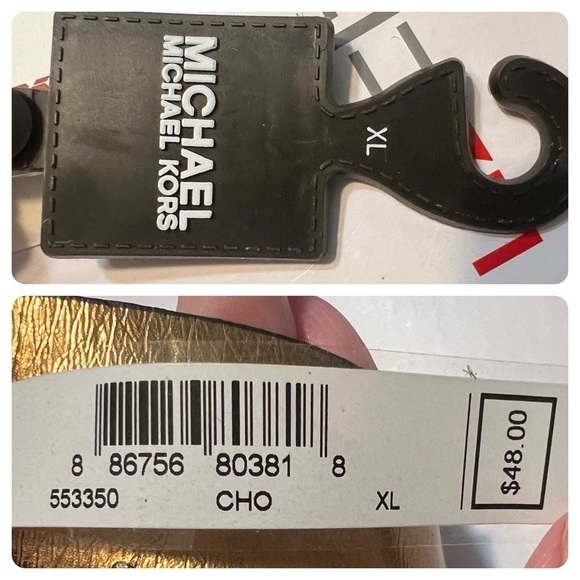 MICHAEL
MICHAEL KORS
XL
8 86756 80381 8
553350 CHO XL
$48.00